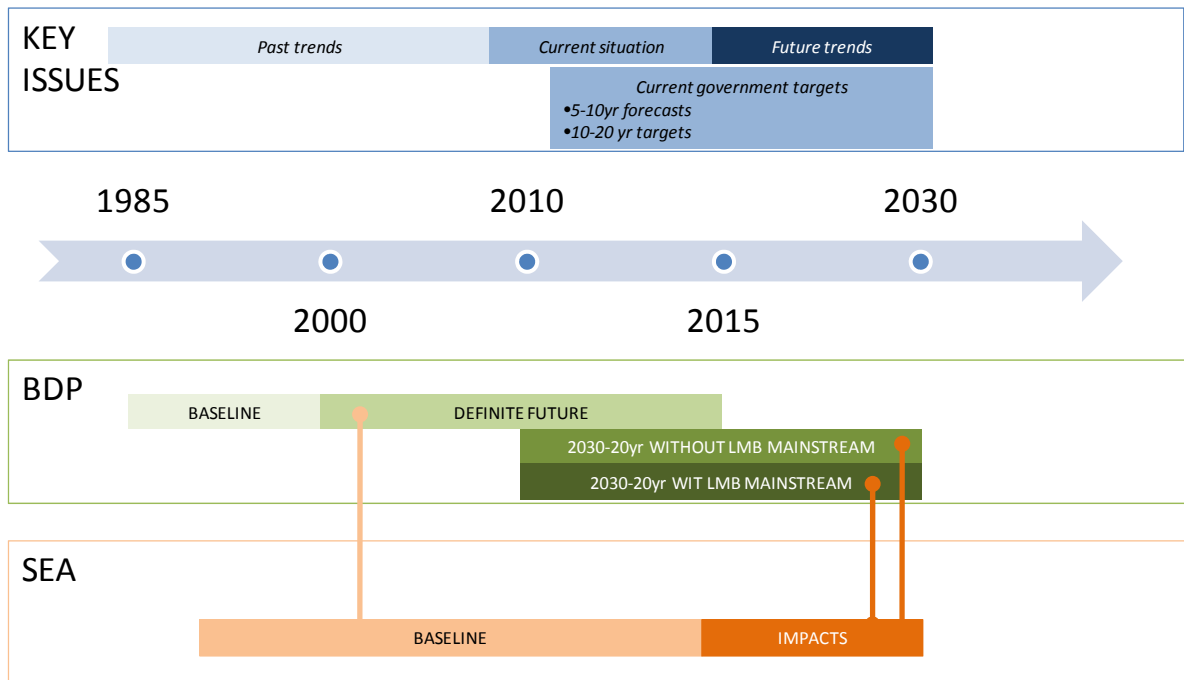 KEY
ISSUES
Past trends
Current situation
Future trends
Current government targets
•5-10yr forecasts
•10-20 yr targets
1985
2010
2030
2000
2015
BDP
BASELINE
DEFINITE FUTURE
2030-20yr WITHOUT LMB MAINSTREAM
2030-20yr WIT LMB MAINSTREAM
SEA
BASELINE
IMPACTS